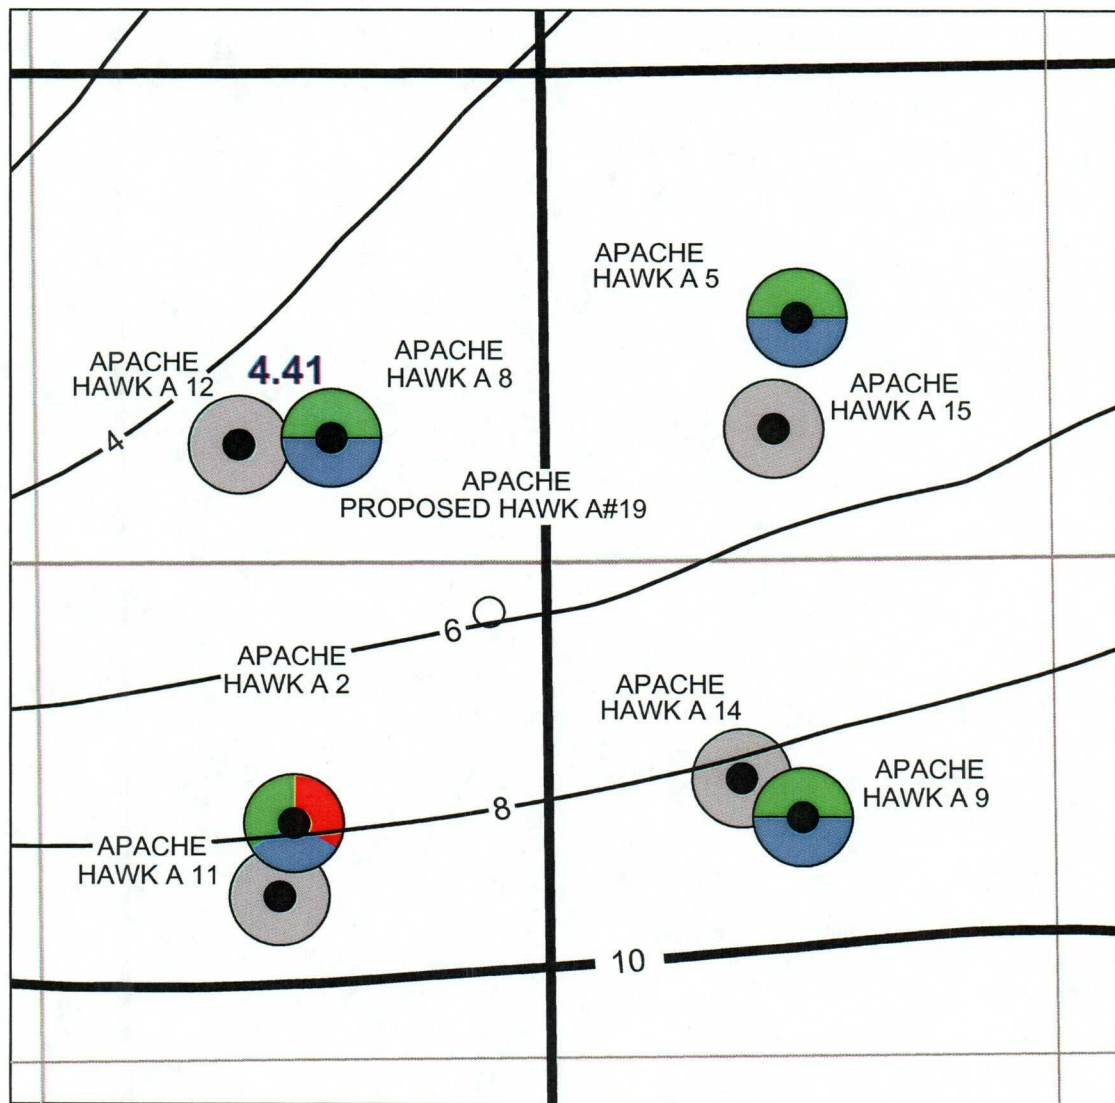 APACHE
HAWK A 5
APACHE
HAWK A 12
4.41
APACHE
HAWK A 8
APACHE
HAWK A 15
4
APACHE
PROPOSED HAWK A#19
6
APACHE
HAWK A 2
APACHE
HAWK A 14
APACHE
HAWK A 9
8
APACHE
HAWK A 11
10